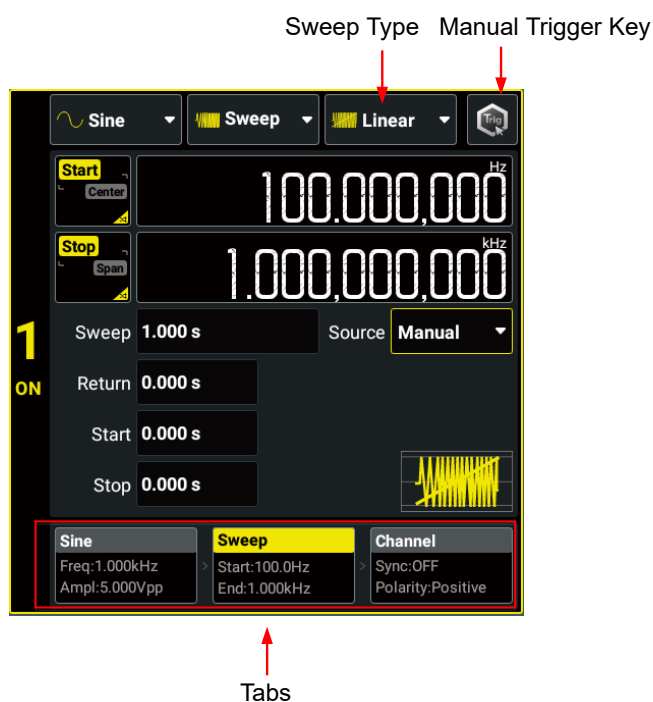 Sweep Type Manual Trigger Key
Sine Sweep Linear Trig
Start Center 100.000,000 Hz
Stop Span 1.000,000,00 kHz
1
ON
Sweep 1.000 s Source Manual
Return 0.000 s
Start 0.000 s
Stop 0.000 s
Sine Sweep Channel
Freq:1.000kHz > Start:100.0Hz > Sync:OFF
Ampl:5.000Vpp End:1.000kHz Polarity:Positive
Tabs